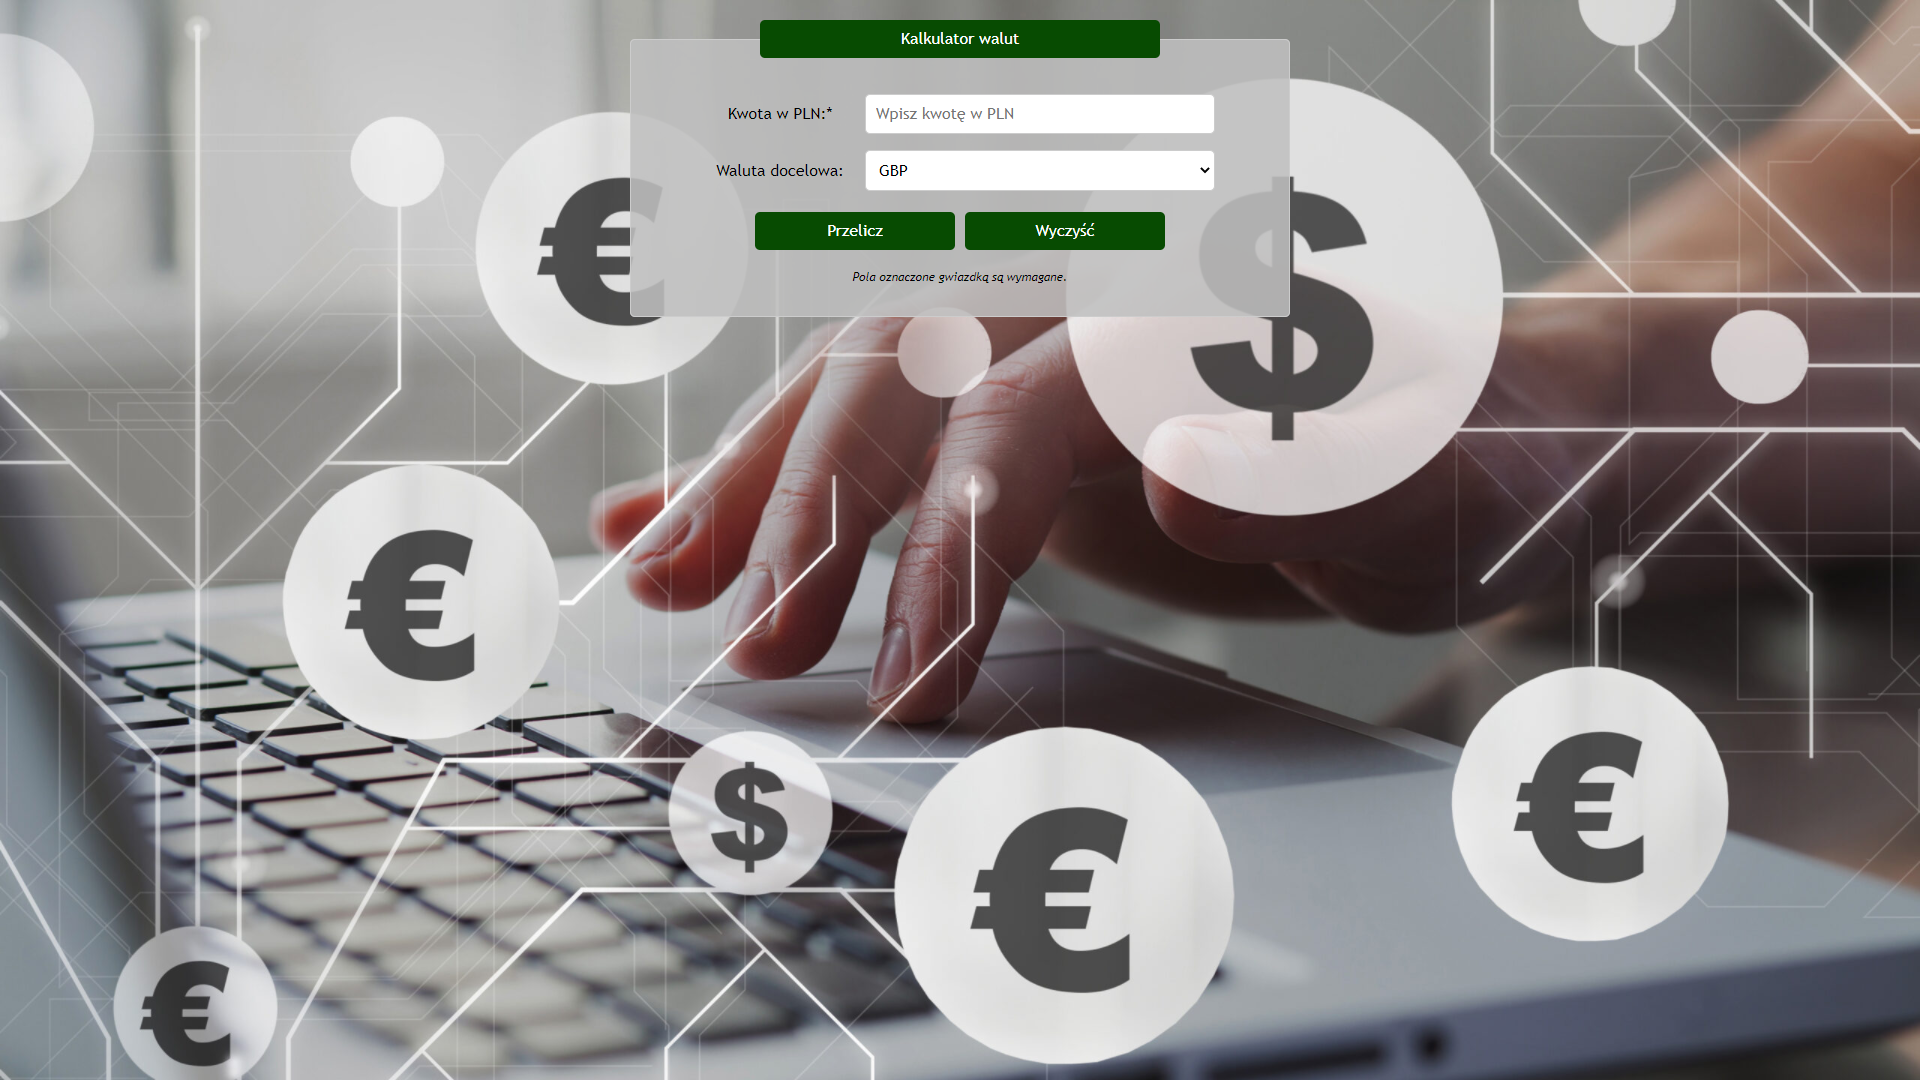 Kalkulator walut
Kwota w PLN:* Wpisz kwotę w PLN
Waluta docelowa: GBP
Przelicz Wyczyść
Pola oznaczone gwiazdką są wymagane.
€
$
€
$
€
€
€